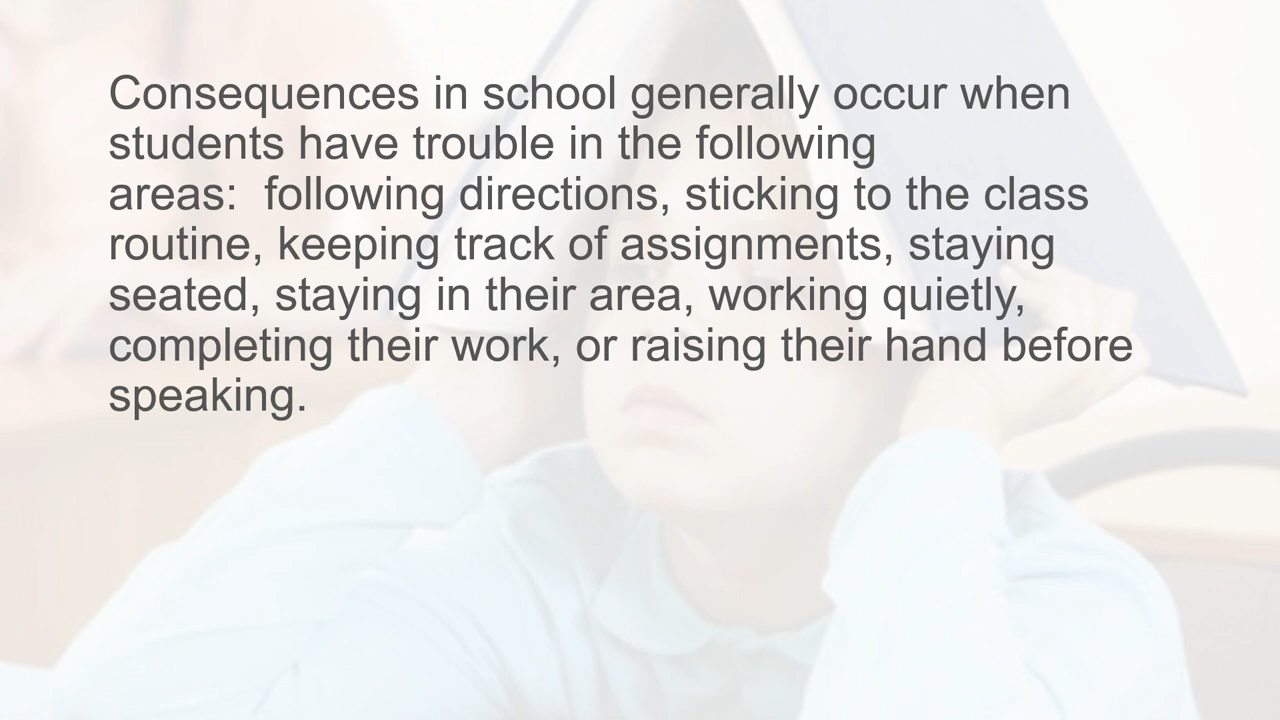 Consequences in school generally occur when
students have trouble in the following
areas:  following directions, sticking to the class
routine, keeping track of assignments, staying
seated, staying in their area, working quietly,
completing their work, or raising their hand before
speaking.